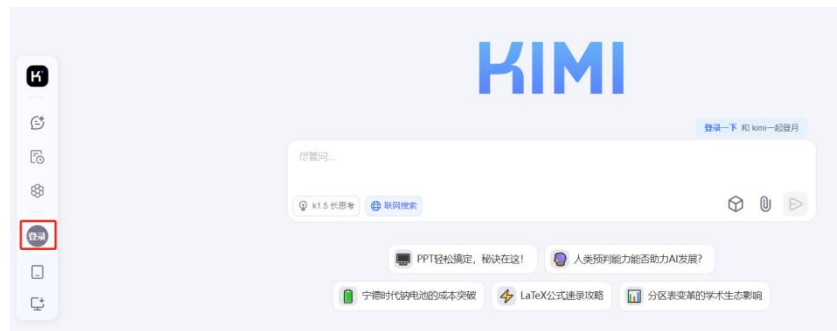 KIMI
登录一下 和 kimi一起登月
尽管问...
k1.5 长思考 联网搜索
登录
PPT轻松搞定，秘诀在这！ 人类预判能力能否助力AI发展？
宁德时代钠电池的成本突破 LaTeX公式速录攻略 分区表变革的学术生态影响